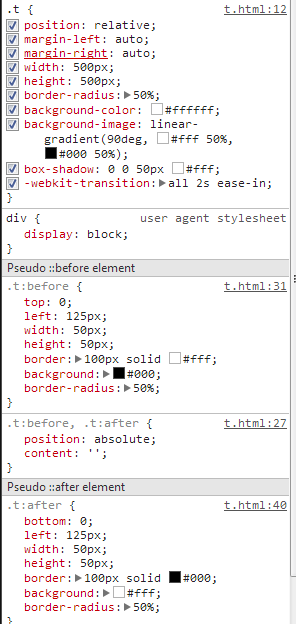 .t { t.html:12
position: relative;
margin-left: auto;
margin-right: auto;
width: 500px;
height: 500px;
border-radius: 50%;
background-color: #ffffff;
background-image: linear-
gradient(90deg, #fff 50%,
#000 50%);
box-shadow: 0 0 50px #fff;
-webkit-transition: all 2s ease-in;
}
div { user agent stylesheet
display: block;
}
Pseudo ::before element
.t:before { t.html:31
top: 0;
left: 125px;
width: 50px;
height: 50px;
border: 100px solid #fff;
background: #000;
border-radius: 50%;
}
.t:before, .t:after { t.html:27
position: absolute;
content: '';
}
Pseudo ::after element
.t:after { t.html:40
bottom: 0;
left: 125px;
width: 50px;
height: 50px;
border: 100px solid #000;
background: #fff;
border-radius: 50%;
}